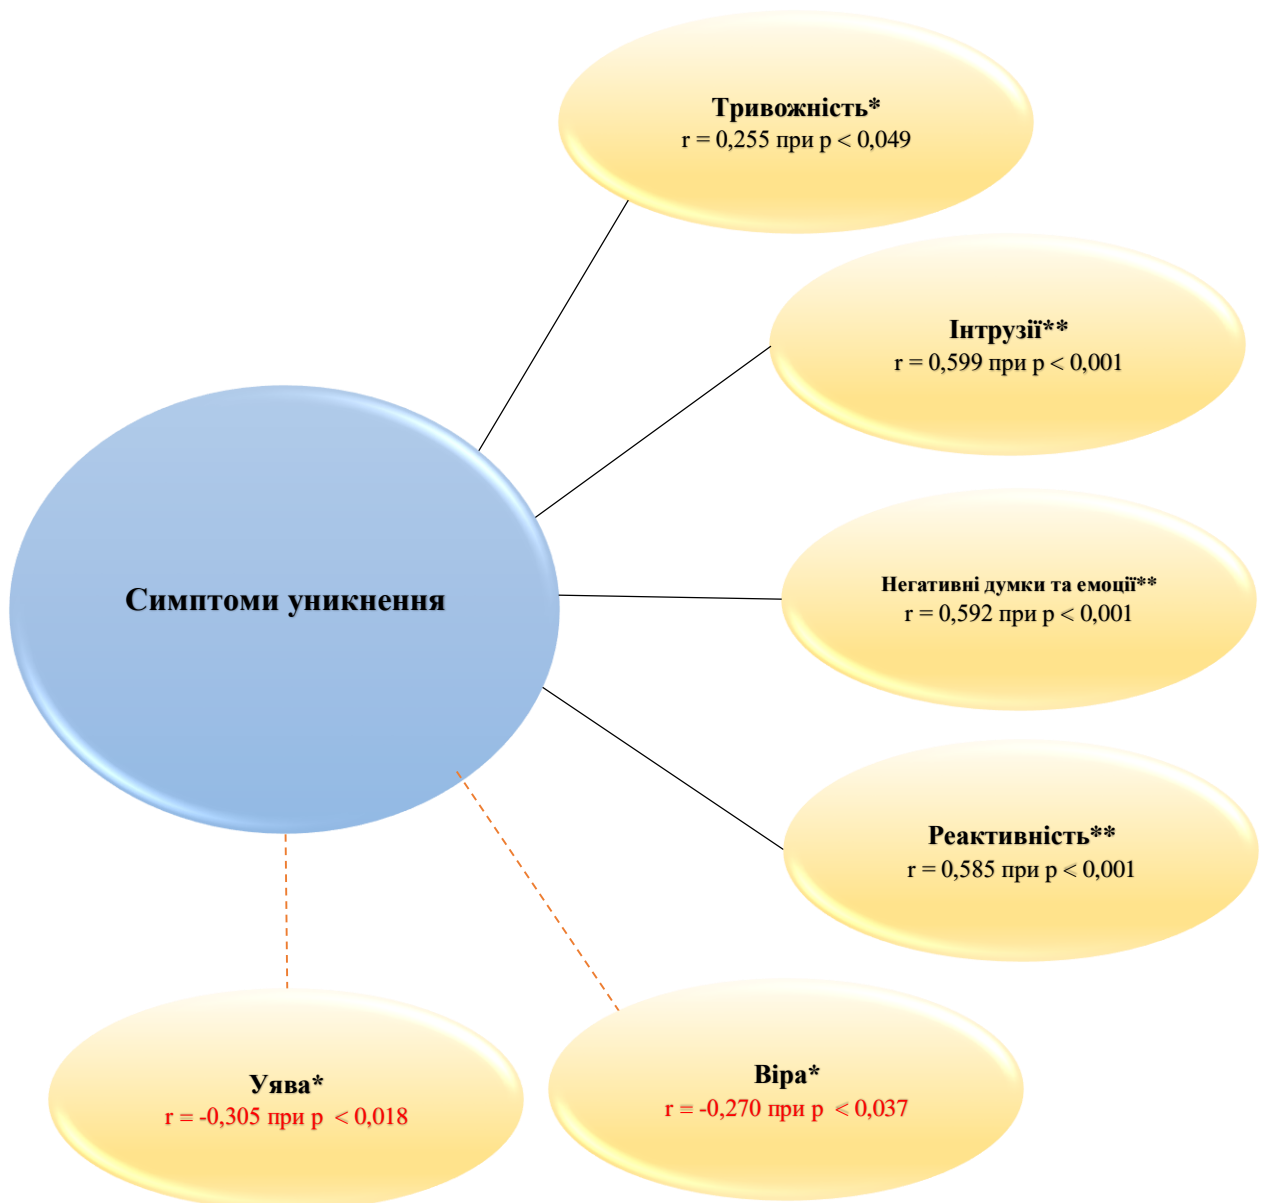 Тривожність*
r = 0,255 при p < 0,049
Інтрузії**
r = 0,599 при p < 0,001
Негативні думки та емоції**
r = 0,592 при p < 0,001
Симптоми уникнення
Реактивність**
r = 0,585 при p < 0,001
Уява*
r = -0,305 при p < 0,018
Віра*
r = -0,270 при p < 0,037